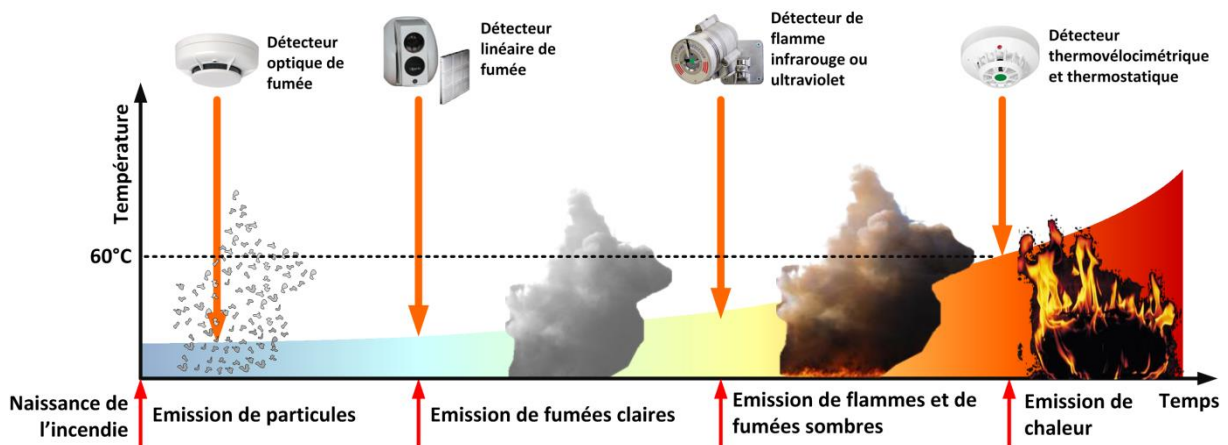 Détecteur
optique de
fumée
Détecteur
linéaire de
fumée
Détecteur de
flamme
infrarouge ou
ultraviolet
Détecteur
thermovélocimétrique
et thermostatique
Température
60°C
Naissance de
l'incendie
Emission de particules
Emission de fumées claires
Emission de flammes et de
fumées sombres
Emission de
chaleur
Temps